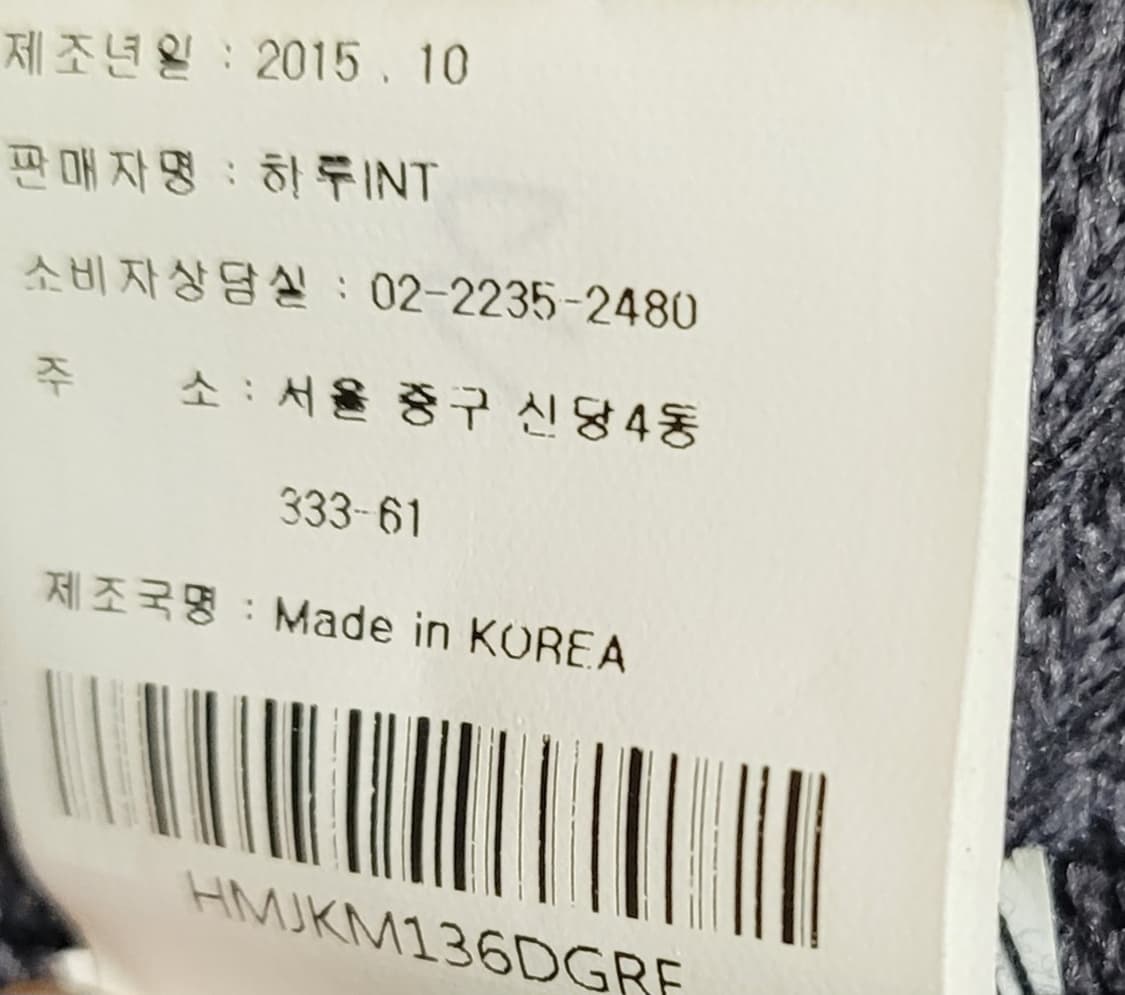 제조년일 : 2015 . 10
판매자명 : 하루INT
소비자상담실 : 02-2235-2480
주 소 : 서울 중구 신당4동
333-61
제조국명 : Made in KOREA